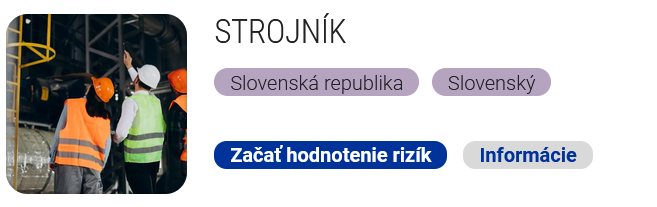 STROJNÍK
Slovenská republika Slovenský
Začať hodnotenie rizík Informácie